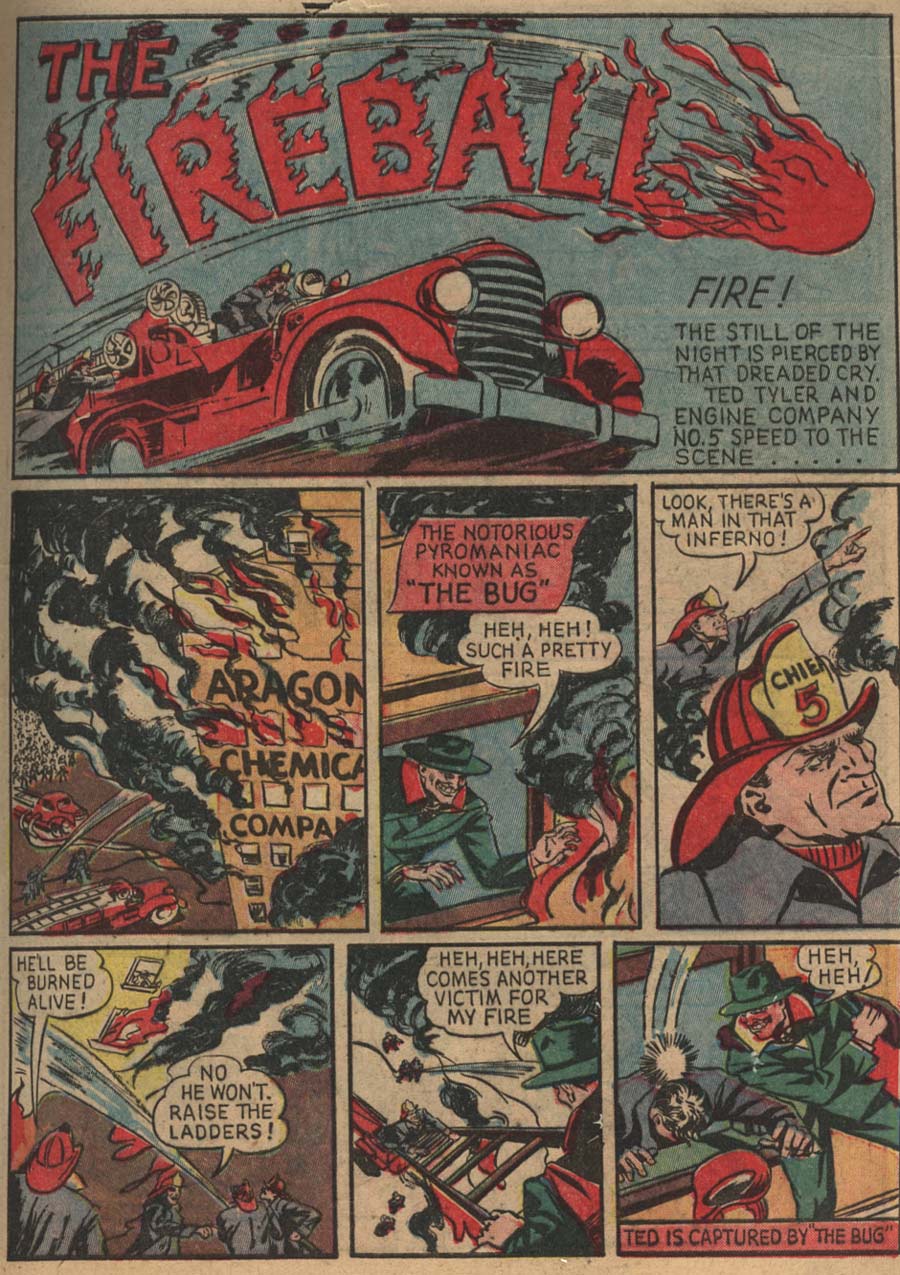 THE
FIREBALL
FIRE!
THE STILL OF THE
NIGHT IS PIERCED BY
THAT DREADED CRY.
TED TYLER AND
ENGINE COMPANY
NO. 5 SPEED TO THE
SCENE . . . . .
ARAGON
CHEMICA
COMPA
THE NOTORIOUS
PYROMANIAC
KNOWN AS
"THE BUG"
HEH, HEH!
SUCH A PRETTY
FIRE
LOOK, THERE'S A
MAN IN THAT
INFERNO!
CHIEF
5
HE'LL BE
BURNED
ALIVE!
NO
HE WON'T.
RAISE THE
LADDERS!
HEH, HEH, HERE
COMES ANOTHER
VICTIM FOR
MY FIRE
HEH,
HEH!
TED IS CAPTURED BY "THE BUG"